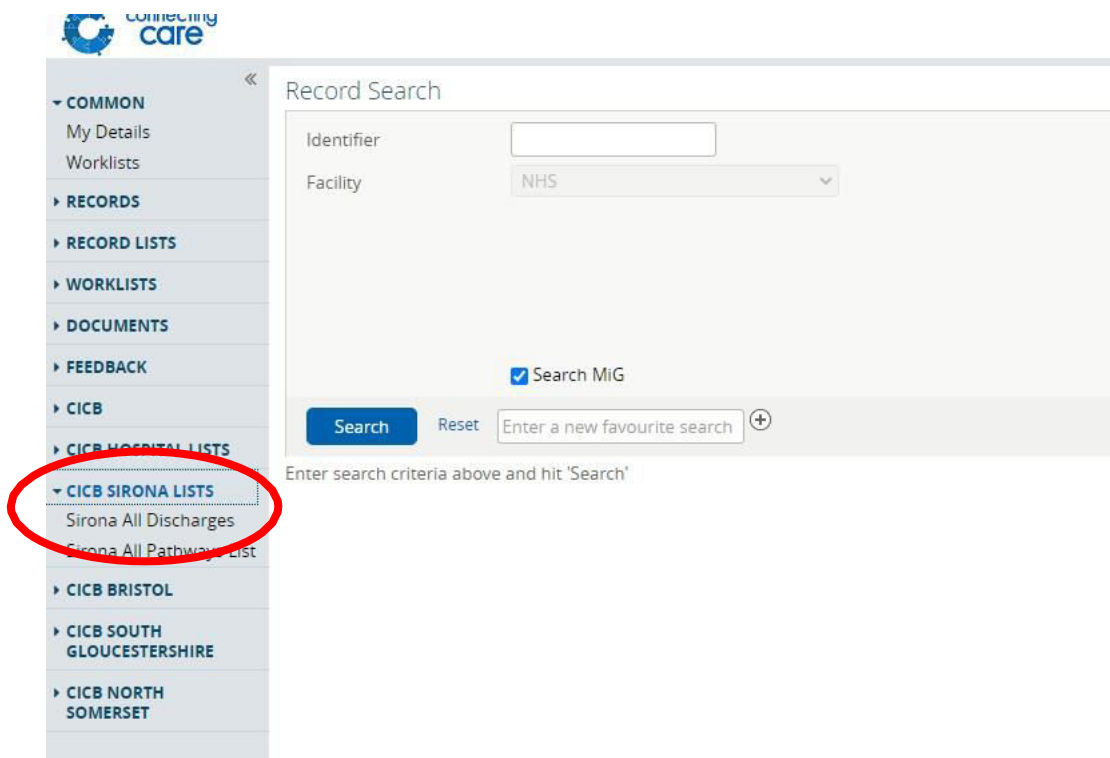 connecting
care
«
COMMON
My Details
Worklists
RECORDS
RECORD LISTS
WORKLISTS
DOCUMENTS
FEEDBACK
CICB
CICB HOSPITAL LISTS
CICB SIRONA LISTS
Sirona All Discharges
Sirona All Pathways List
CICB BRISTOL
CICB SOUTH
GLOUCESTERSHIRE
CICB NORTH
SOMERSET
Record Search
Identifier
Facility NHS
Search MiG
Search Reset Enter a new favourite search
Enter search criteria above and hit 'Search'